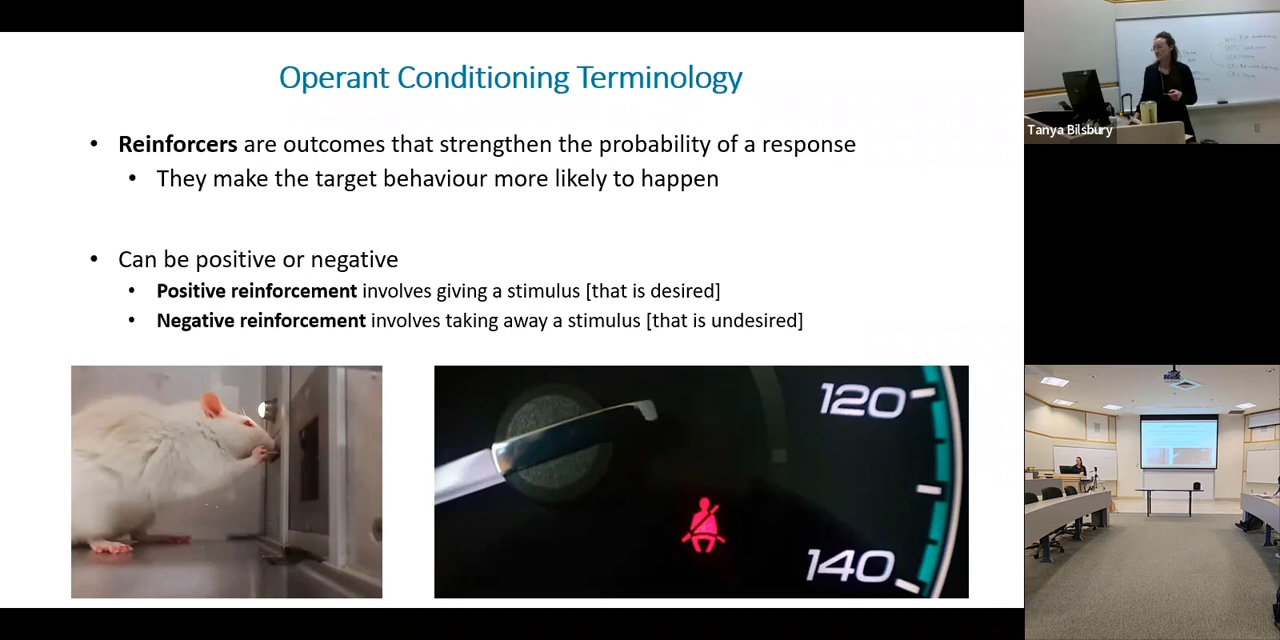 Operant Conditioning Terminology
• Reinforcers are outcomes that strengthen the probability of a response
• They make the target behaviour more likely to happen
• Can be positive or negative
• Positive reinforcement involves giving a stimulus [that is desired]
• Negative reinforcement involves taking away a stimulus [that is undesired]
120
140
Tanya Bilsbury